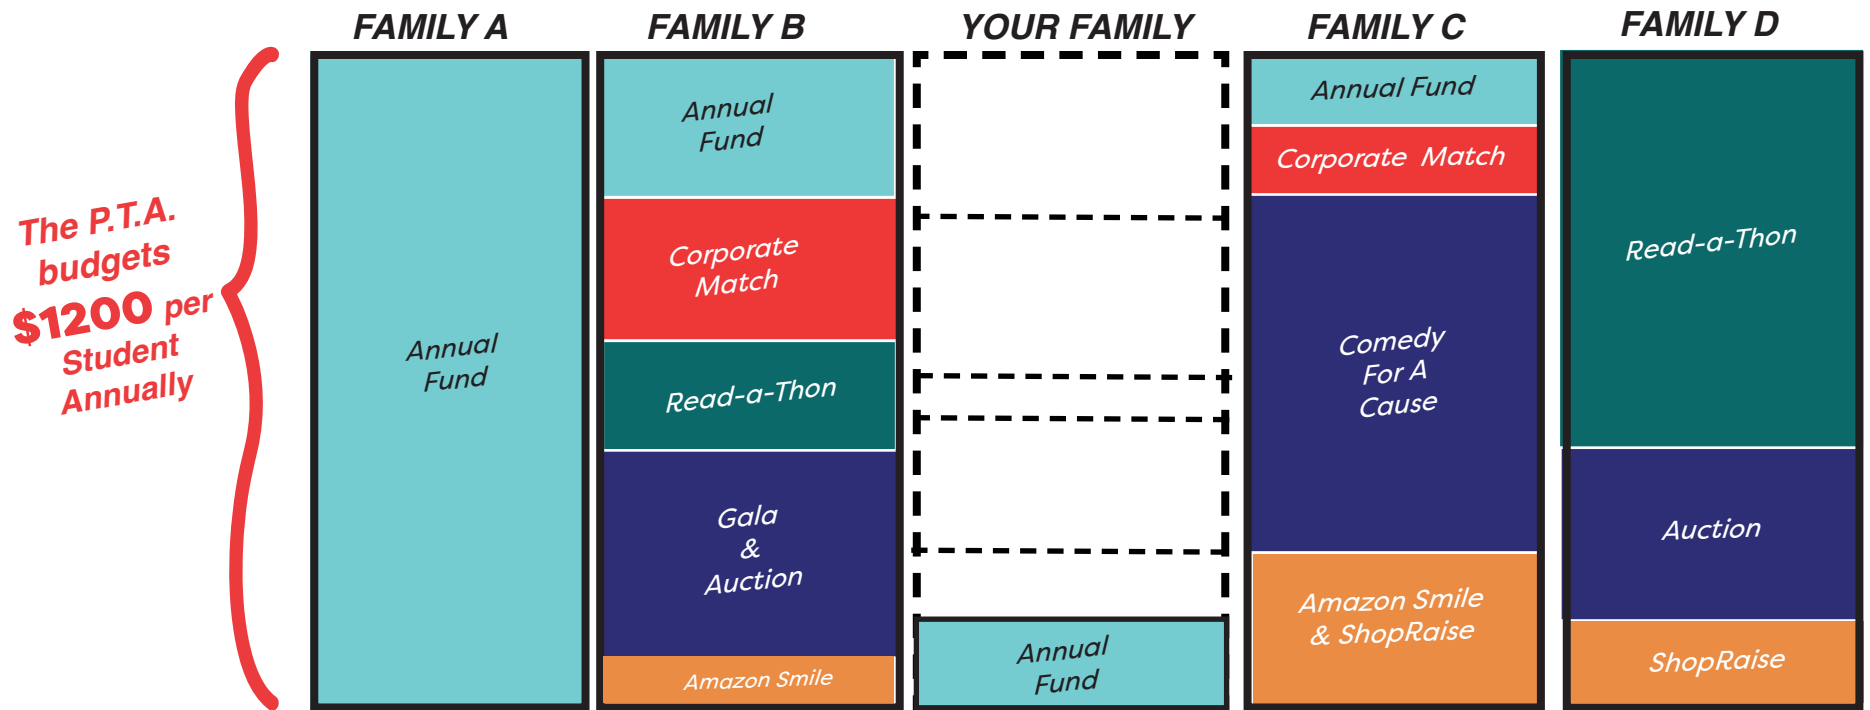 FAMILY A
FAMILY B
YOUR FAMILY
FAMILY C
FAMILY D
The P.T.A.
budgets
$1200 per
Student
Annually
Annual
Fund
Annual
Fund
Corporate
Match
Read-a-Thon
Gala
&
Auction
Amazon Smile
Annual
Fund
Annual Fund
Corporate Match
Comedy
For A
Cause
Amazon Smile
& ShopRaise
Read-a-Thon
Auction
ShopRaise